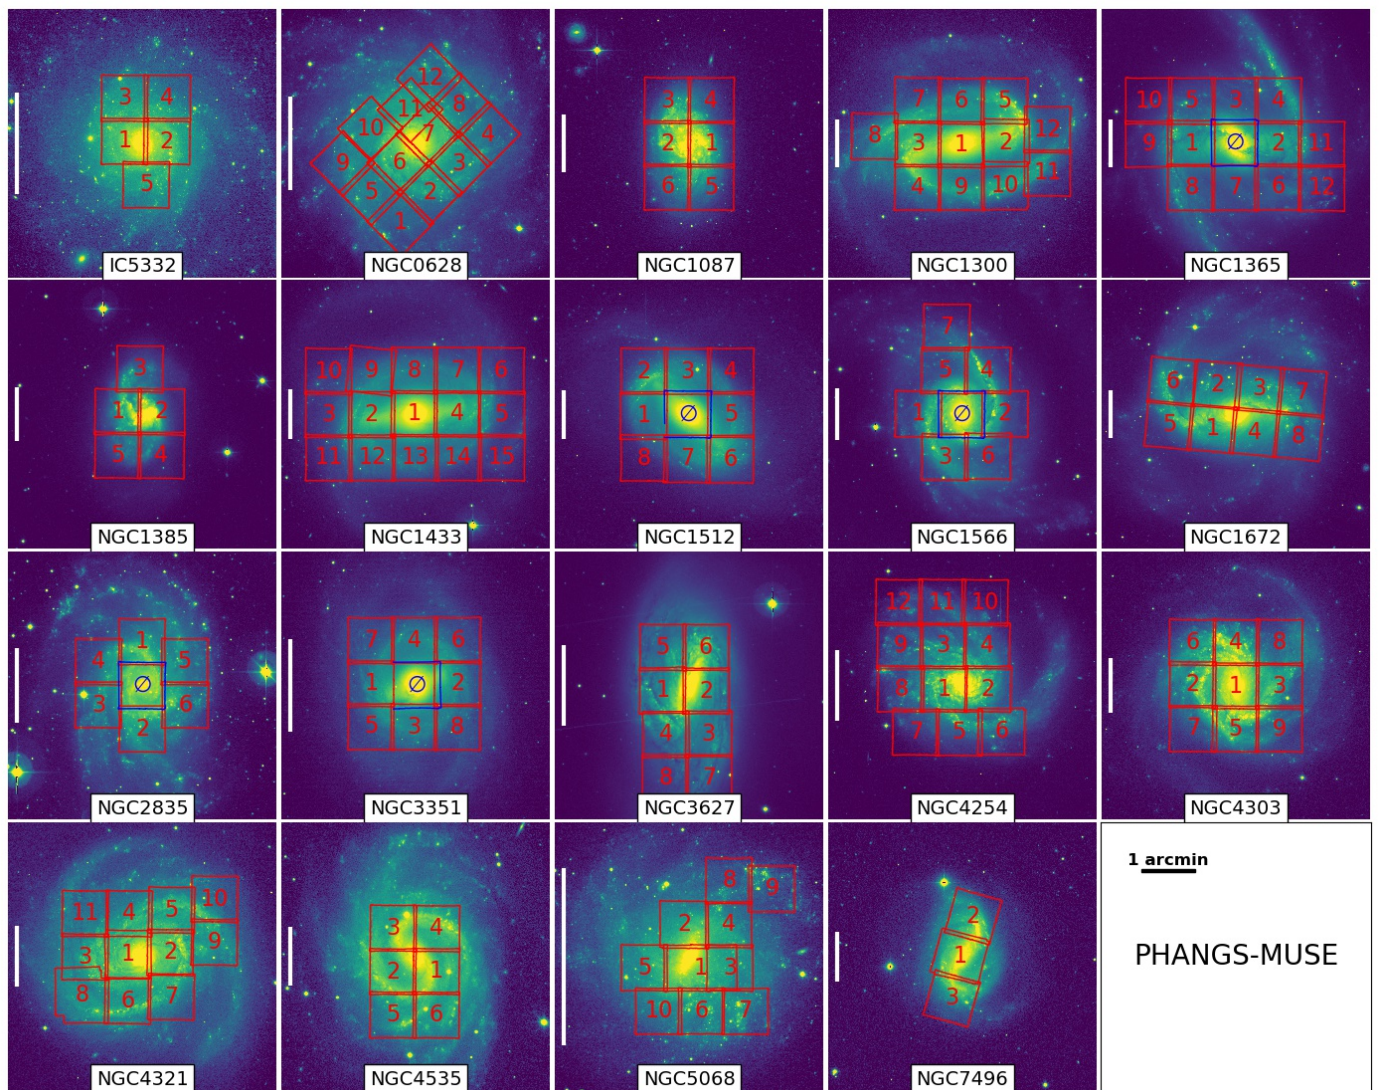 3 4
1 2
5
IC5332
12
11 8
10 7 4
9 6 3
5 2
1
NGC0628
3 4
2 1
6 5
NGC1087
7 6 5
8 3 1 2 12
4 9 10 11
NGC1300
10 5 3 4
9 1 ∅ 2 11
8 7 6 12
NGC1365
3
1 2
5 4
NGC1385
10 9 8 7 6
3 2 1 4 5
11 12 13 14 15
NGC1433
2 3 4
1 ∅ 5
8 7 6
NGC1512
7
5 4
1 ∅ 2
3 6
NGC1566
6 2 3 7
5 1 4 8
NGC1672
1
4 5
∅
3 6
2
NGC2835
7 4 6
1 ∅ 2
5 3 8
NGC3351
5 6
1 2
4 3
8 7
NGC3627
12 11 10
9 3 4
8 1 2
7 5 6
NGC4254
6 4 8
2 1 3
7 5 9
NGC4303
11 4 5 10
3 1 2 9
8 6 7
NGC4321
3 4
2 1
5 6
NGC4535
8 9
2 4
5 1 3
10 6 7
NGC5068
2
1
3
NGC7496
1 arcmin
PHANGS-MUSE